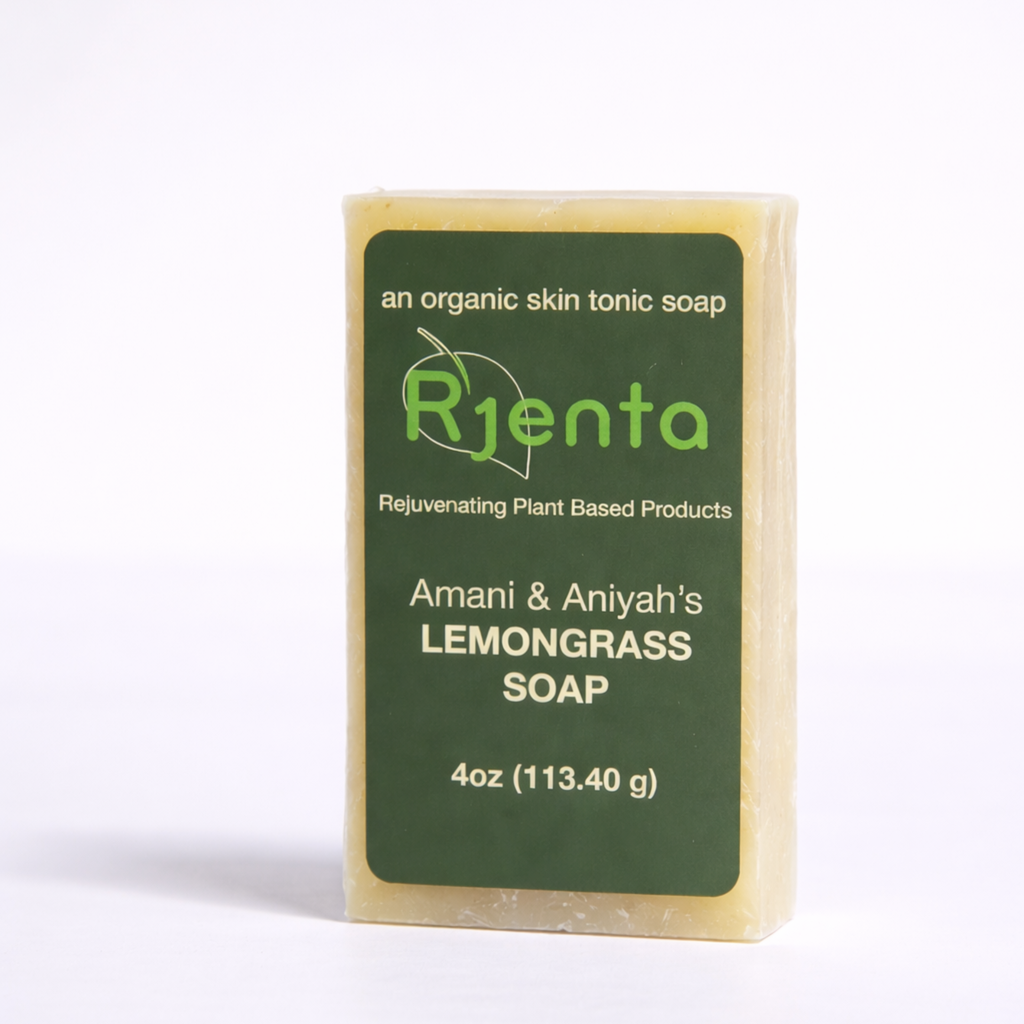 an organic skin tonic soap
Rjenta
Rejuvenating Plant Based Products
Amani & Aniyah's
LEMONGRASS
SOAP
4oz (113.40 g)